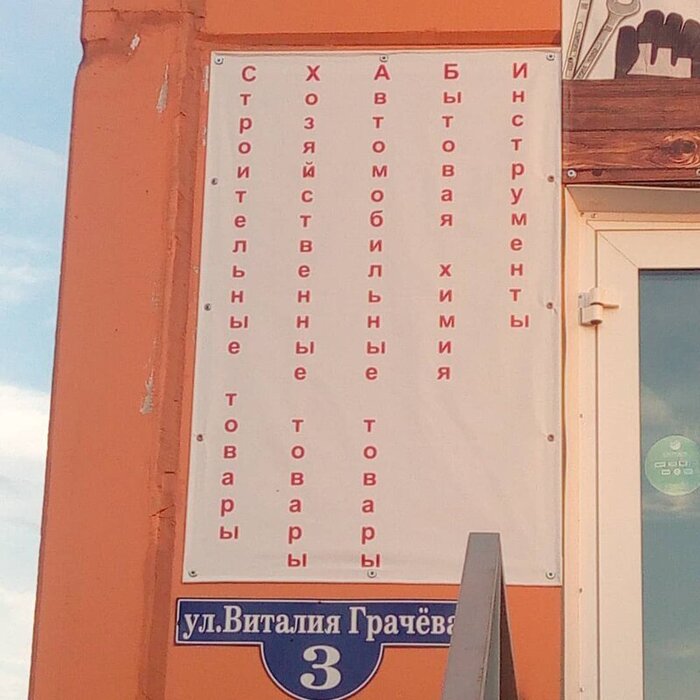 Строительные товары
Хозяйственные товары
Автомобильные товары
Бытовая химия
Инструменты
ул.Виталия Грачёва
3